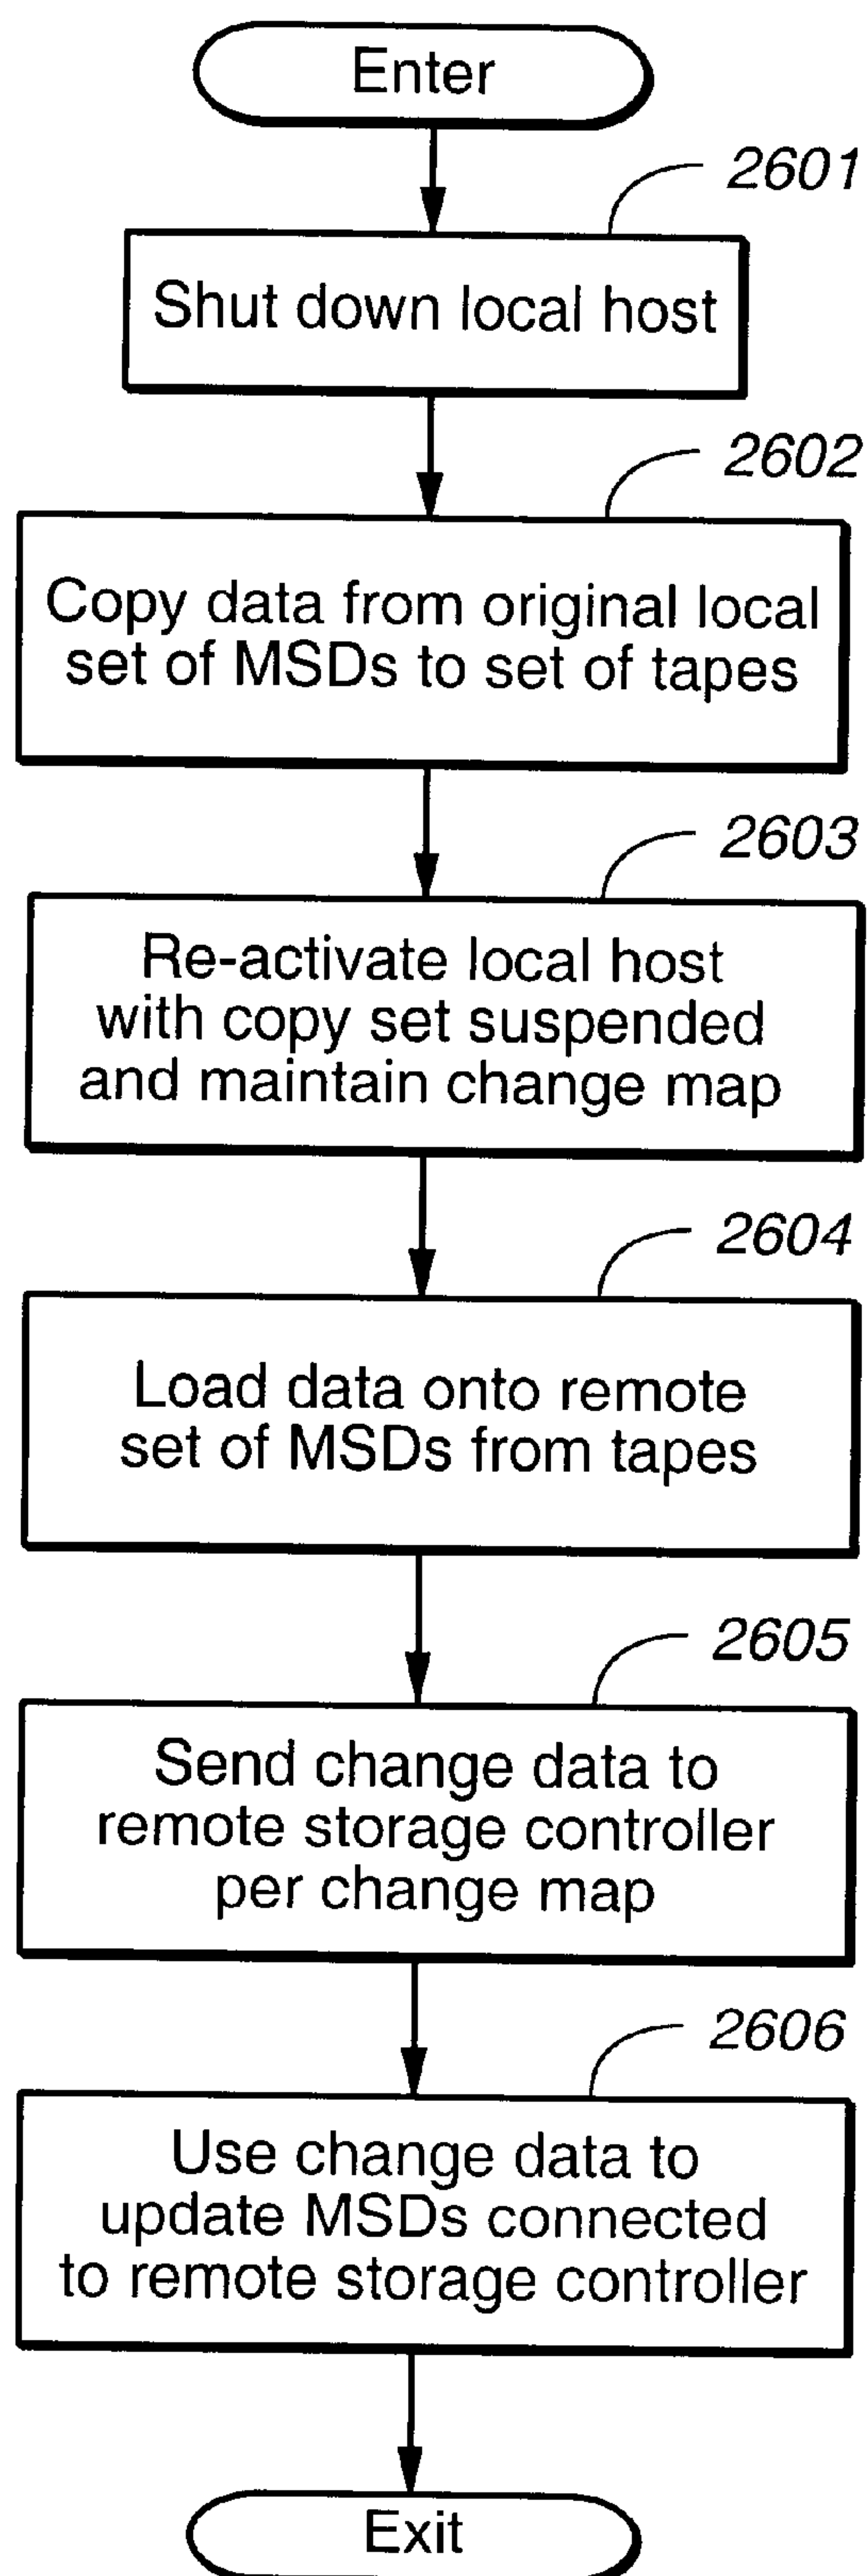 Enter
2601
Shut down local host
2602
Copy data from original local
set of MSDs to set of tapes
2603
Re-activate local host
with copy set suspended
and maintain change map
2604
Load data onto remote
set of MSDs from tapes
2605
Send change data to
remote storage controller
per change map
2606
Use change data to
update MSDs connected
to remote storage controller
Exit